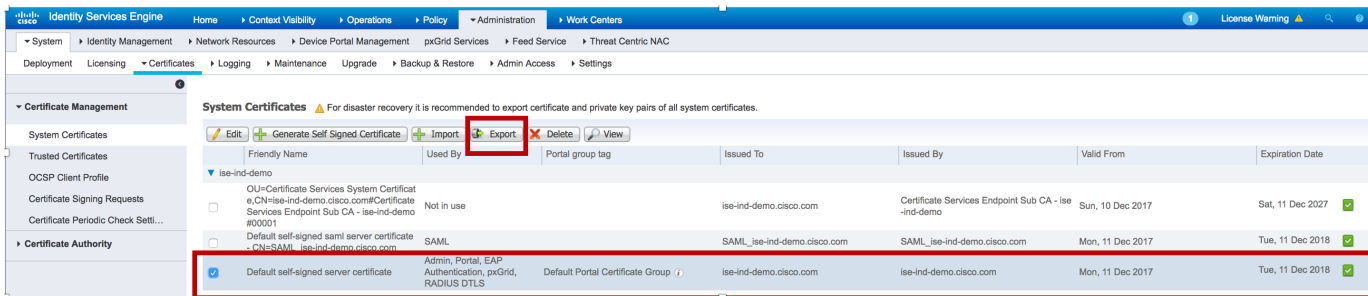 cisco Identity Services Engine Home Context Visibility Operations Policy Administration Work Centers 1 License Warning
System Identity Management Network Resources Device Portal Management pxGrid Services Feed Service Threat Centric NAC
Deployment Licensing Certificates Logging Maintenance Upgrade Backup & Restore Admin Access Settings
Certificate Management
System Certificates
Trusted Certificates
OCSP Client Profile
Certificate Signing Requests
Certificate Periodic Check Setti...
Certificate Authority
System Certificates For disaster recovery it is recommended to export certificate and private key pairs of all system certificates.
Edit Generate Self Signed Certificate Import Export Delete View
Friendly Name Used By Portal group tag Issued To Issued By Valid From Expiration Date
ise-ind-demo
OU=Certificate Services System Certificat
e,CN=ise-ind-demo.cisco.com#Certificate
Services Endpoint Sub CA - ise-ind-demo
#00001
Not in use
ise-ind-demo.cisco.com
Certificate Services Endpoint Sub CA - ise
-ind-demo
Sun, 10 Dec 2017
Sat, 11 Dec 2027
Default self-signed saml server certificate
- CN=SAML_ise-ind-demo.cisco.com
SAML
SAML_ise-ind-demo.cisco.com
SAML_ise-ind-demo.cisco.com
Mon, 11 Dec 2017
Tue, 11 Dec 2018
Default self-signed server certificate
Admin, Portal, EAP
Authentication, pxGrid,
RADIUS DTLS
Default Portal Certificate Group
ise-ind-demo.cisco.com
ise-ind-demo.cisco.com
Mon, 11 Dec 2017
Tue, 11 Dec 2018